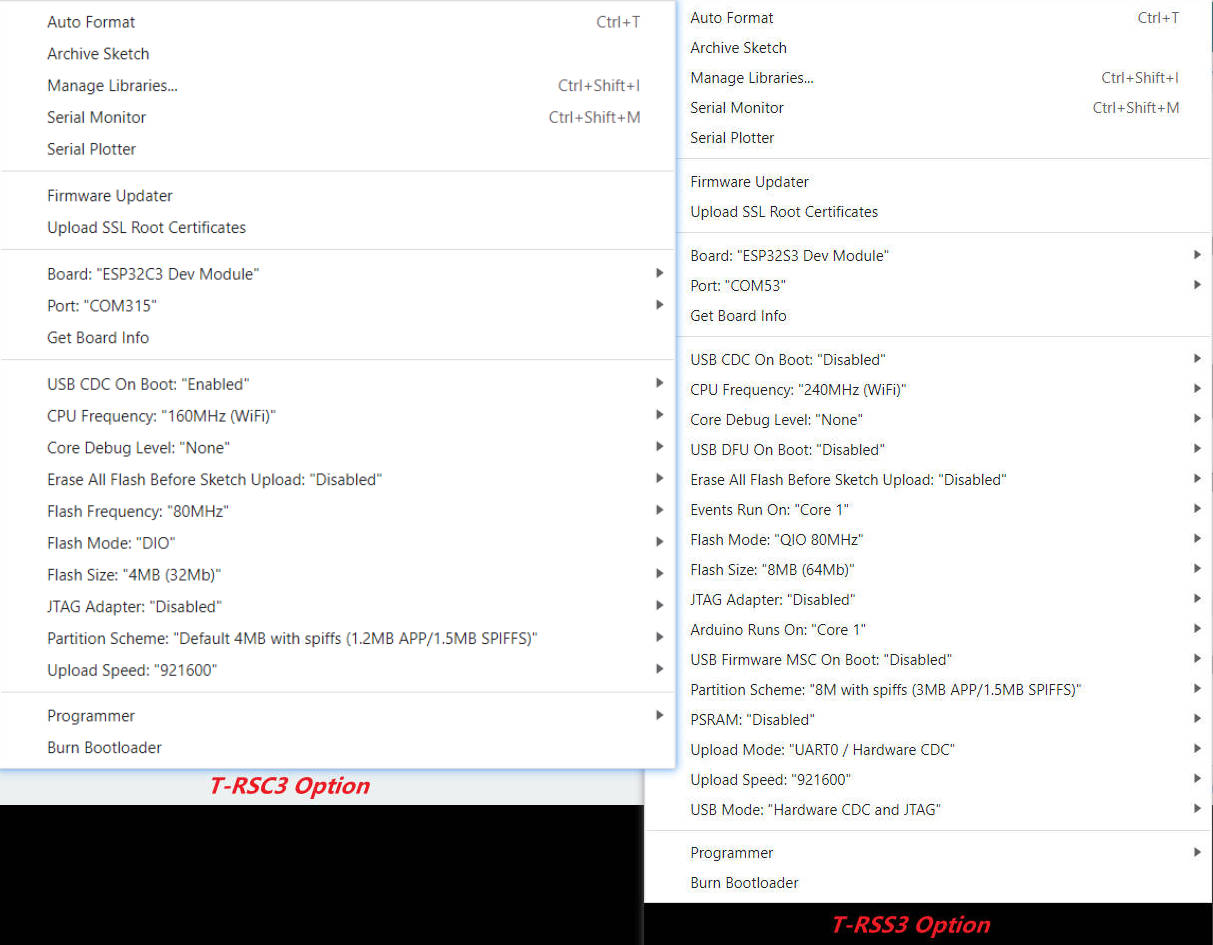 Auto Format Ctrl+T
Archive Sketch
Manage Libraries... Ctrl+Shift+I
Serial Monitor Ctrl+Shift+M
Serial Plotter
Firmware Updater
Upload SSL Root Certificates
Board: "ESP32C3 Dev Module"
Port: "COM315"
Get Board Info
USB CDC On Boot: "Enabled"
CPU Frequency: "160MHz (WiFi)"
Core Debug Level: "None"
Erase All Flash Before Sketch Upload: "Disabled"
Flash Frequency: "80MHz"
Flash Mode: "DIO"
Flash Size: "4MB (32Mb)"
JTAG Adapter: "Disabled"
Partition Scheme: "Default 4MB with spiffs (1.2MB APP/1.5MB SPIFFS)"
Upload Speed: "921600"
Programmer
Burn Bootloader
T-RSC3 Option
Auto Format Ctrl+T
Archive Sketch
Manage Libraries... Ctrl+Shift+I
Serial Monitor Ctrl+Shift+M
Serial Plotter
Firmware Updater
Upload SSL Root Certificates
Board: "ESP32S3 Dev Module"
Port: "COM53"
Get Board Info
USB CDC On Boot: "Disabled"
CPU Frequency: "240MHz (WiFi)"
Core Debug Level: "None"
USB DFU On Boot: "Disabled"
Erase All Flash Before Sketch Upload: "Disabled"
Events Run On: "Core 1"
Flash Mode: "QIO 80MHz"
Flash Size: "8MB (64Mb)"
JTAG Adapter: "Disabled"
Arduino Runs On: "Core 1"
USB Firmware MSC On Boot: "Disabled"
Partition Scheme: "8M with spiffs (3MB APP/1.5MB SPIFFS)"
PSRAM: "Disabled"
Upload Mode: "UART0 / Hardware CDC"
Upload Speed: "921600"
USB Mode: "Hardware CDC and JTAG"
Programmer
Burn Bootloader
T-RSS3 Option